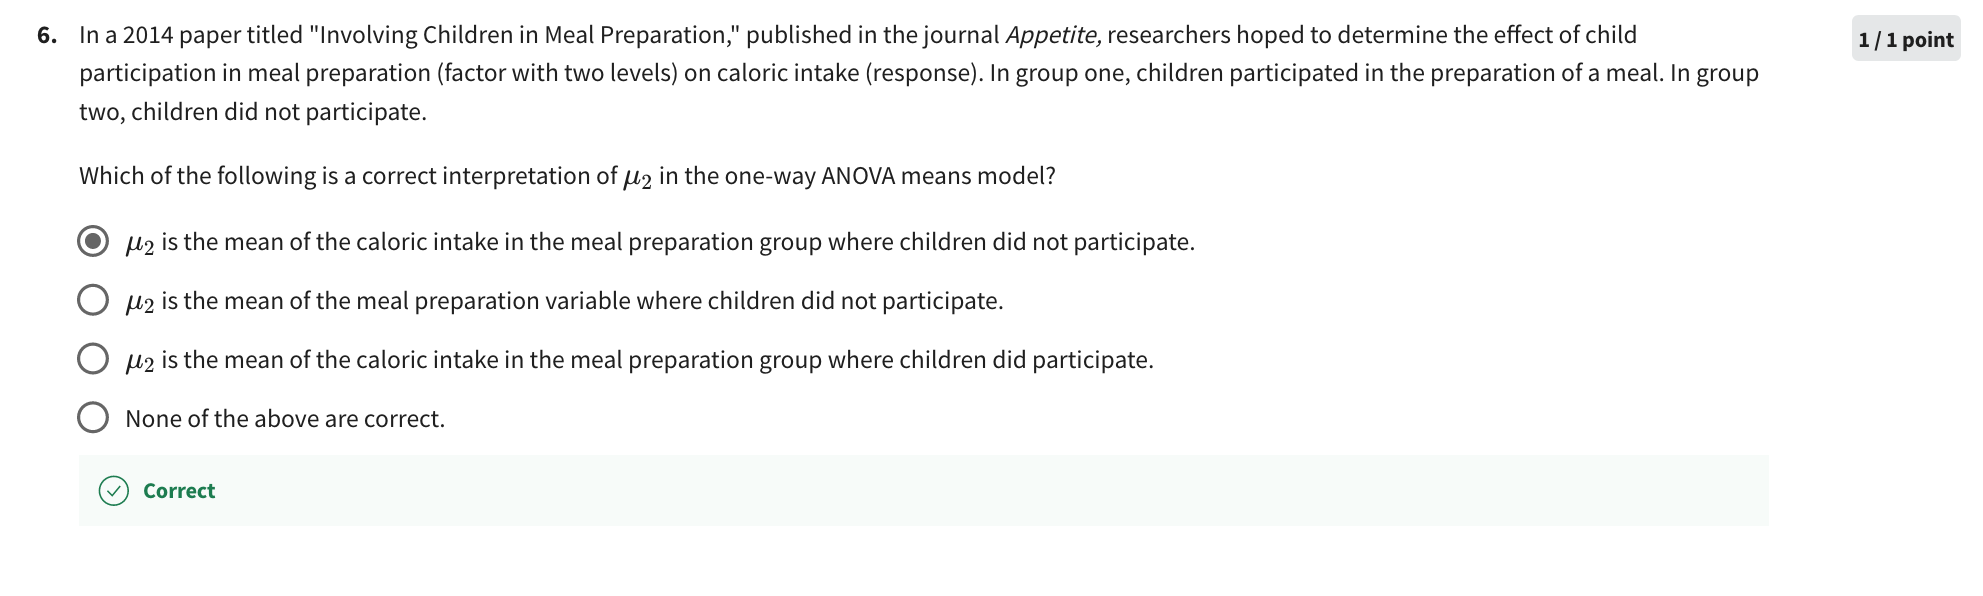 6. In a 2014 paper titled "Involving Children in Meal Preparation," published in the journal Appetite, researchers hoped to determine the effect of child
1 / 1 point
participation in meal preparation (factor with two levels) on caloric intake (response). In group one, children participated in the preparation of a meal. In group
two, children did not participate.
Which of the following is a correct interpretation of μ₂ in the one-way ANOVA means model?
μ₂ is the mean of the caloric intake in the meal preparation group where children did not participate.
μ₂ is the mean of the meal preparation variable where children did not participate.
μ₂ is the mean of the caloric intake in the meal preparation group where children did participate.
None of the above are correct.
Correct